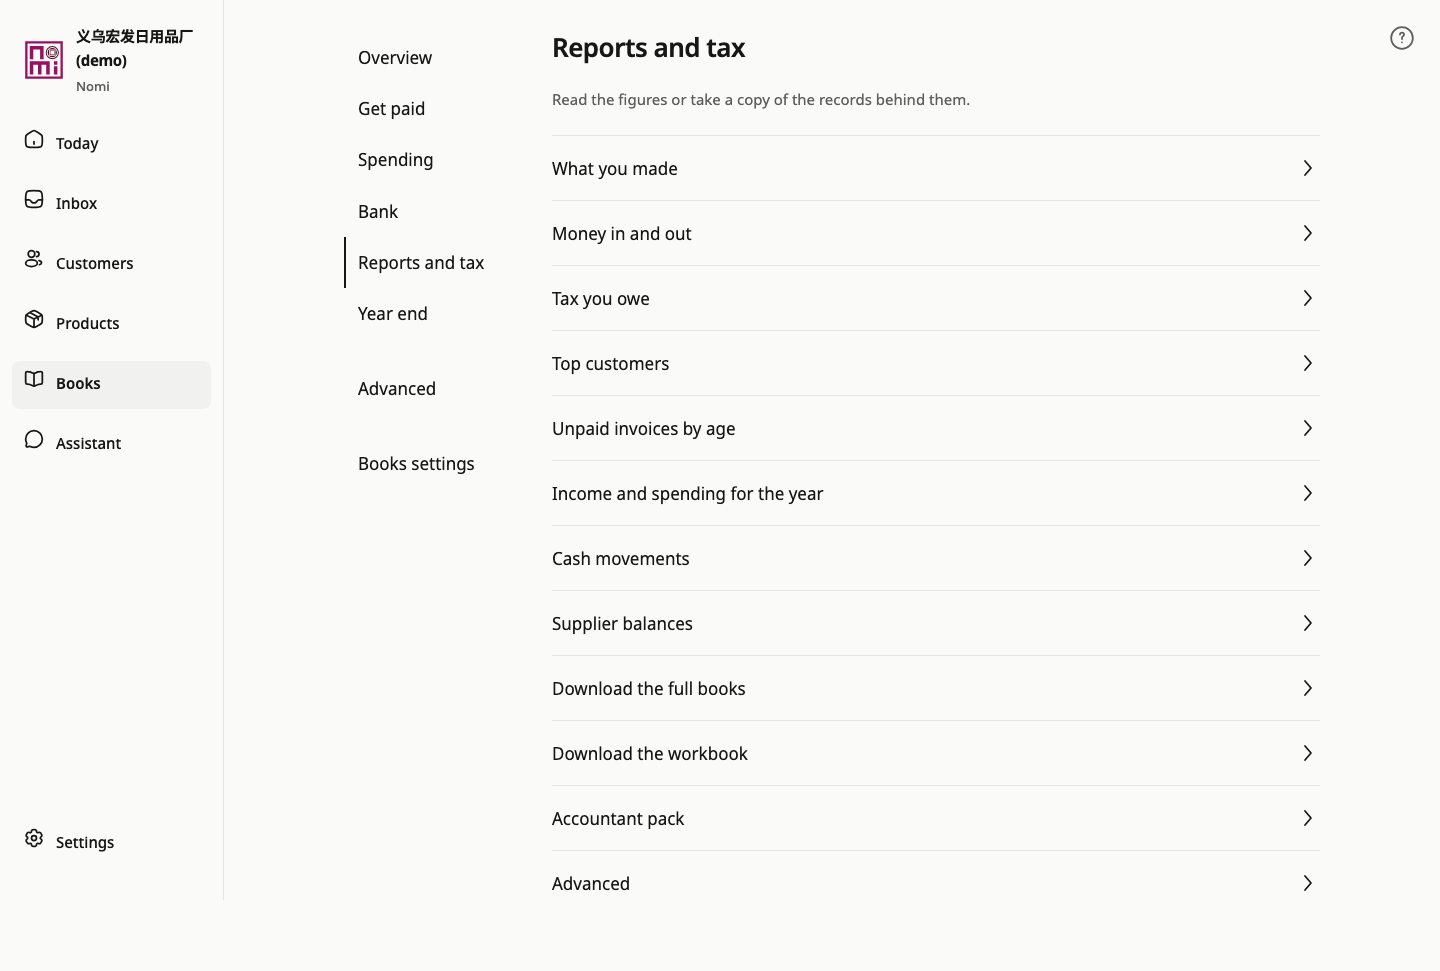 义乌宏发日用品厂
(demo)
Nomi
Today
Inbox
Customers
Products
Books
Assistant
Settings
Overview
Get paid
Spending
Bank
Reports and tax
Year end
Advanced
Books settings
Reports and tax
Read the figures or take a copy of the records behind them.
What you made
Money in and out
Tax you owe
Top customers
Unpaid invoices by age
Income and spending for the year
Cash movements
Supplier balances
Download the full books
Download the workbook
Accountant pack
Advanced